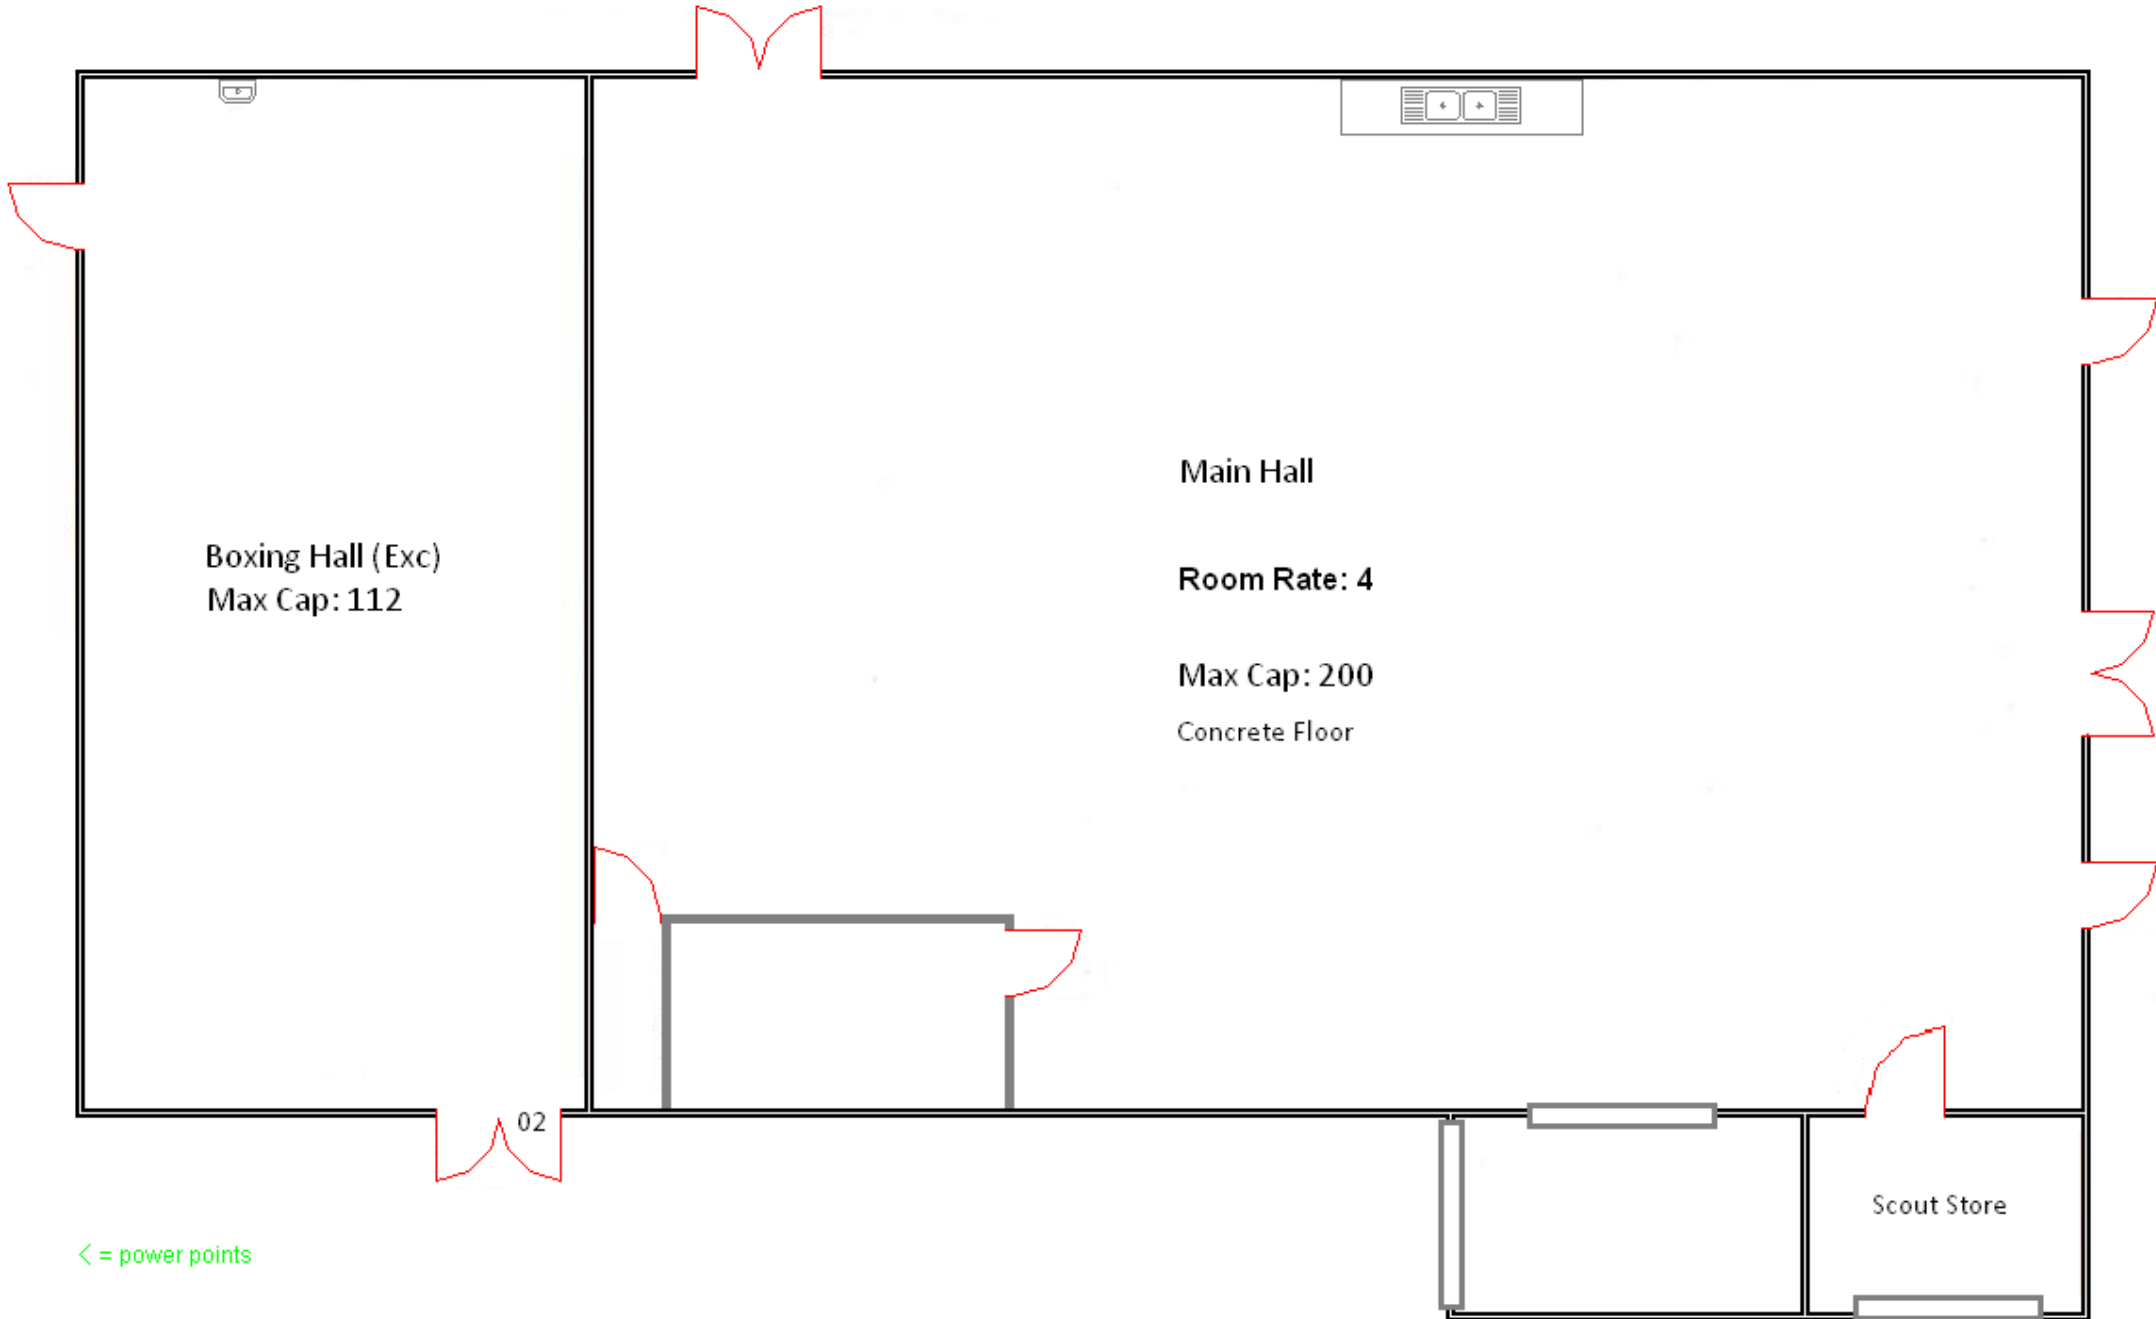 Main Hall
Boxing Hall (Exc)
Max Cap: 112
Room Rate: 4
Max Cap: 200
Concrete Floor
02
Scout Store
< = power points